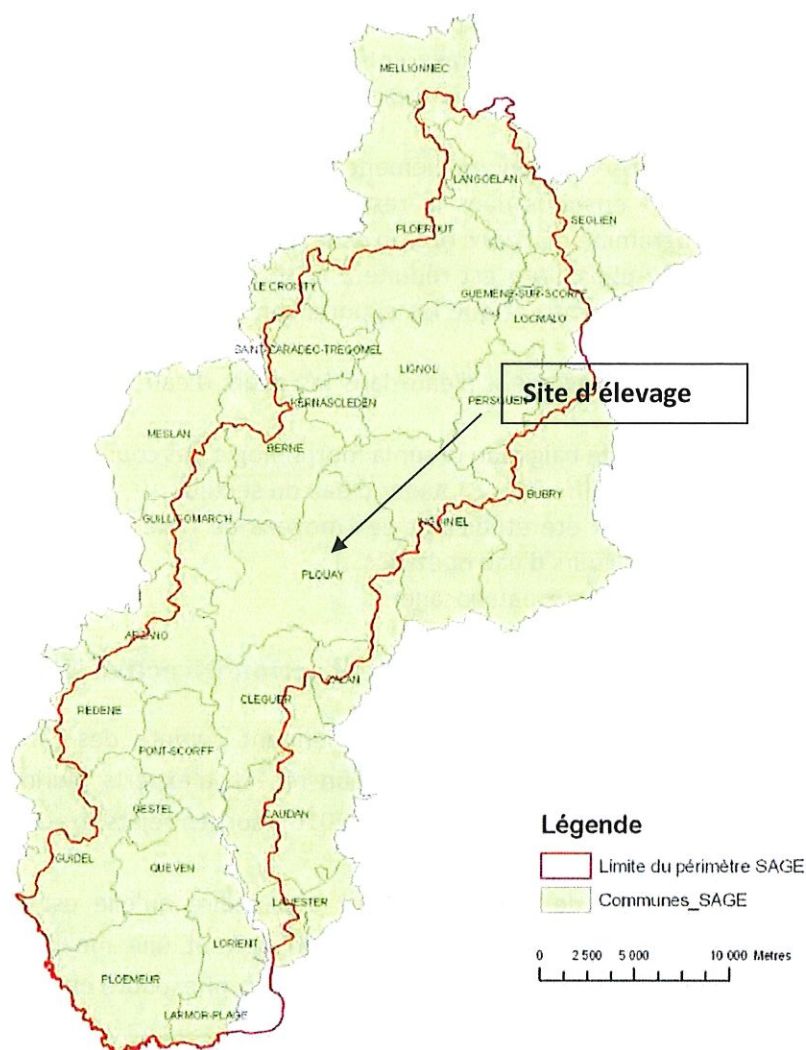 MELLIONNEC
LANGOELAN
PLOERDUT
SEGLIEN
LE CROISTY
GUEMENE-SUR-SCORFF
LOCMALO
SAINT-CARADEC-TREGOMEL
LIGNOL
KERNASCLEDEN
PERSQUEN
Site d'élevage
MESLAN
BERNE
BUBRY
GUILLIGOMARCH
INGUINIEL
PLOUAY
ARZANO
CALAN
CLEGUER
REDENE
PONT-SCORFF
GESTEL
CAUDAN
GUIDEL
QUEVEN
LANESTER
LORIENT
PLOEMEUR
LARMOR-PLAGE
Légende
Limite du périmètre SAGE
Communes_SAGE
0 2 500 5 000 10 000 Metres